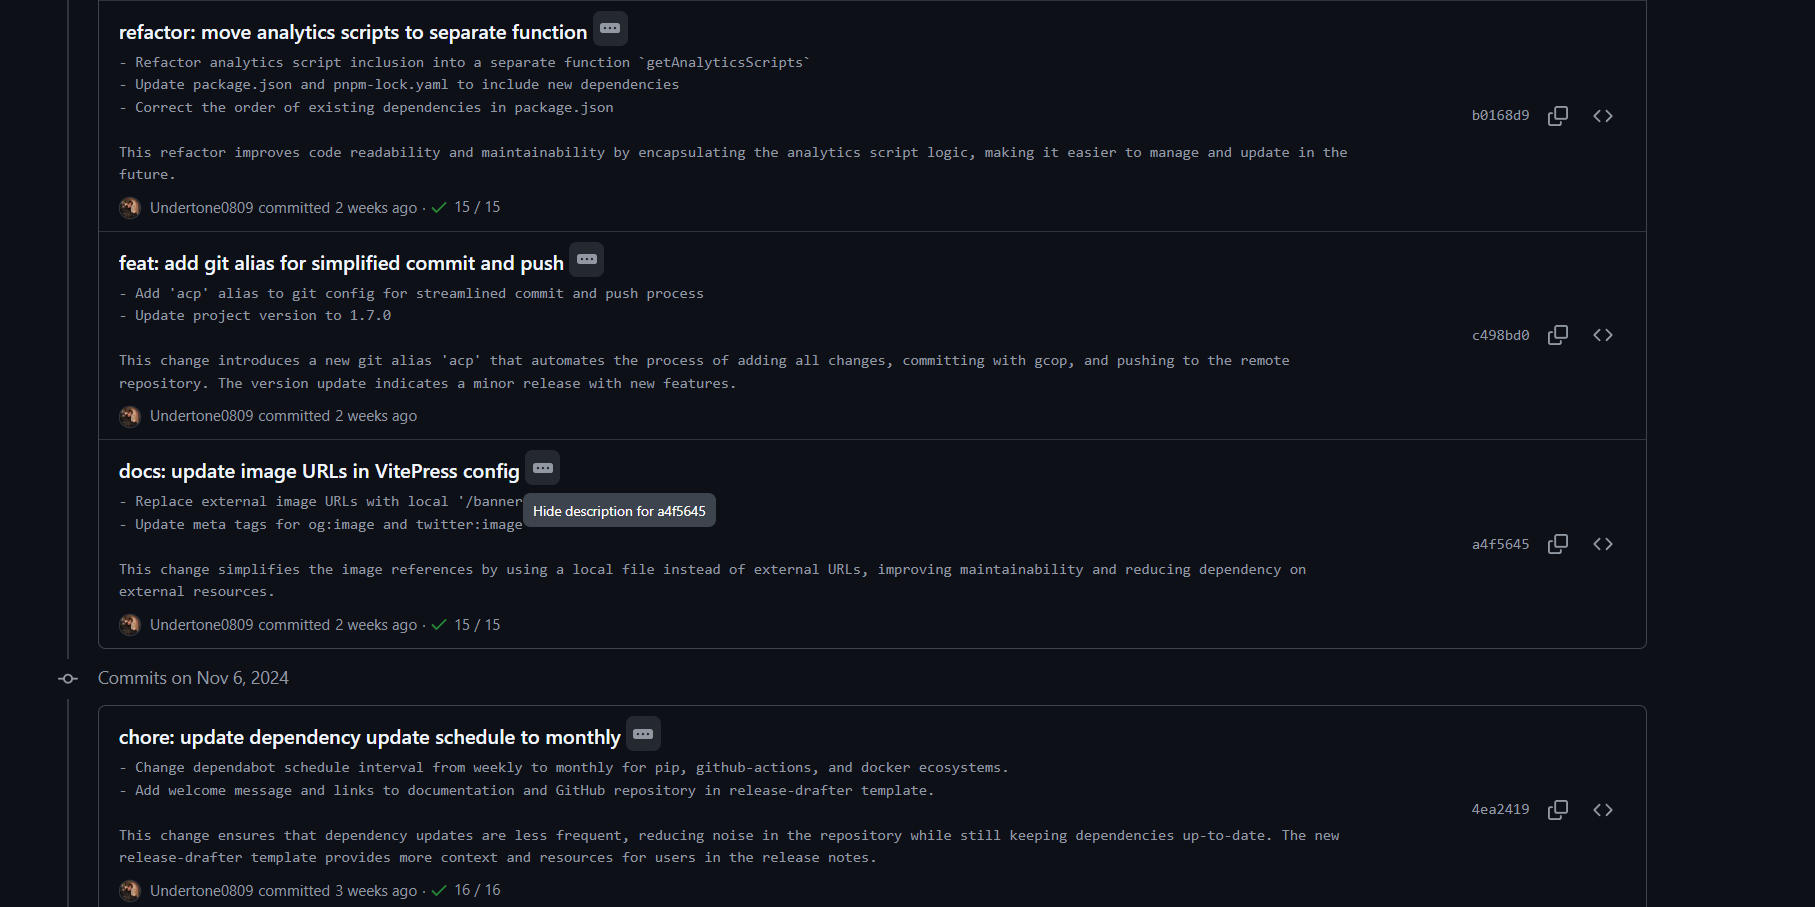 refactor: move analytics scripts to separate function
- Refactor analytics script inclusion into a separate function `getAnalyticsScripts`
- Update package.json and pnpm-lock.yaml to include new dependencies
- Correct the order of existing dependencies in package.json
This refactor improves code readability and maintainability by encapsulating the analytics script logic, making it easier to manage and update in the
future.
Undertone0809 committed 2 weeks ago · 15 / 15
b0168d9
feat: add git alias for simplified commit and push
- Add 'acp' alias to git config for streamlined commit and push process
- Update project version to 1.7.0
This change introduces a new git alias 'acp' that automates the process of adding all changes, committing with gcop, and pushing to the remote
repository. The version update indicates a minor release with new features.
Undertone0809 committed 2 weeks ago
c498bd0
docs: update image URLs in VitePress config
- Replace external image URLs with local '/banner
- Update meta tags for og:image and twitter:image
Hide description for a4f5645
This change simplifies the image references by using a local file instead of external URLs, improving maintainability and reducing dependency on
external resources.
Undertone0809 committed 2 weeks ago · 15 / 15
a4f5645
Commits on Nov 6, 2024
chore: update dependency update schedule to monthly
- Change dependabot schedule interval from weekly to monthly for pip, github-actions, and docker ecosystems.
- Add welcome message and links to documentation and GitHub repository in release-drafter template.
This change ensures that dependency updates are less frequent, reducing noise in the repository while still keeping dependencies up-to-date. The new
release-drafter template provides more context and resources for users in the release notes.
Undertone0809 committed 3 weeks ago · 16 / 16
4ea2419